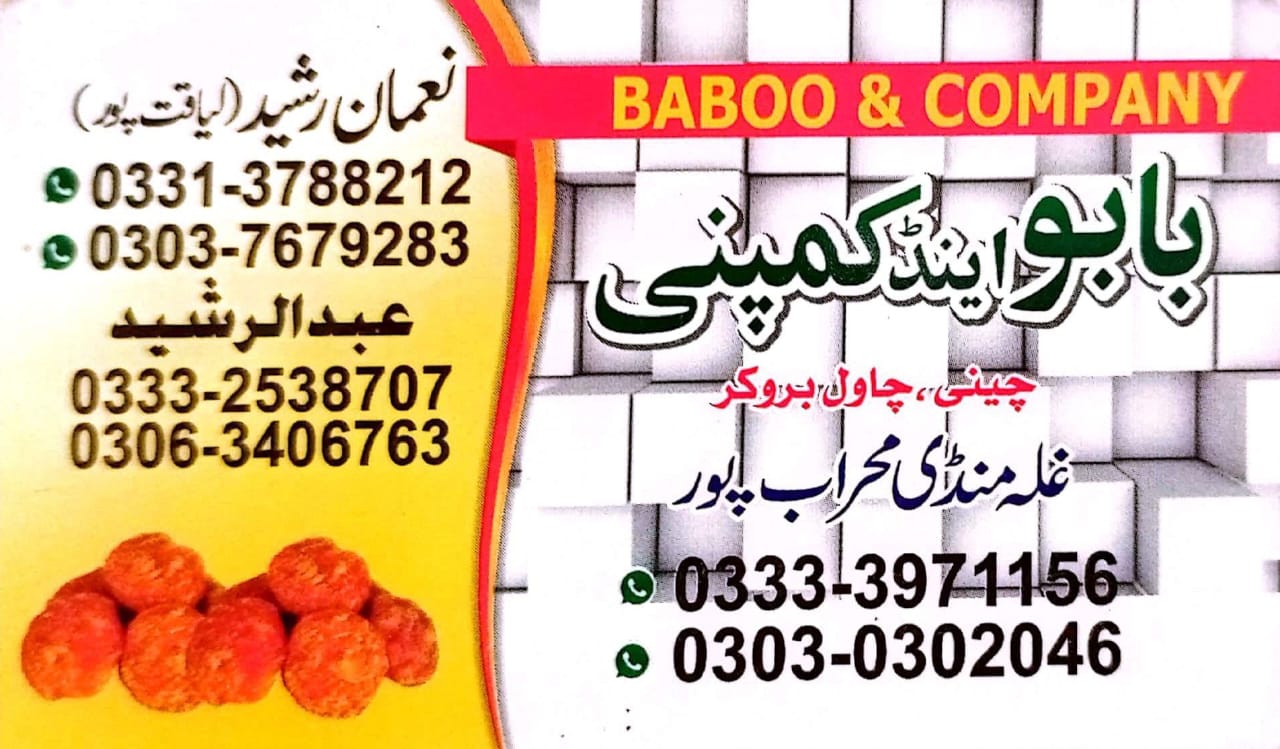 BABOO & COMPANY
بابو اینڈ کمپنی
چینی، چاول بروکر
غلہ منڈی محراب پور
0333-3971156
0303-0302046
نعمان رشید (لیاقت پور)
0331-3788212
0303-7679283
عبدالرشید
0333-2538707
0306-3406763